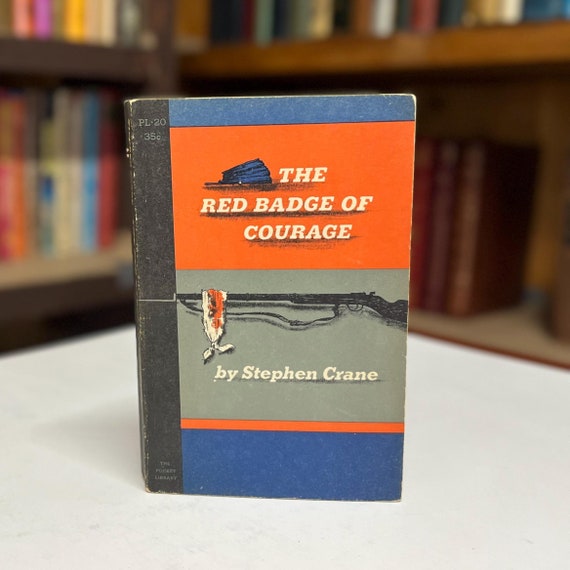 PL-20
35¢
THE
RED BADGE OF
COURAGE
by Stephen Crane
THE
POCKET
LIBRARY